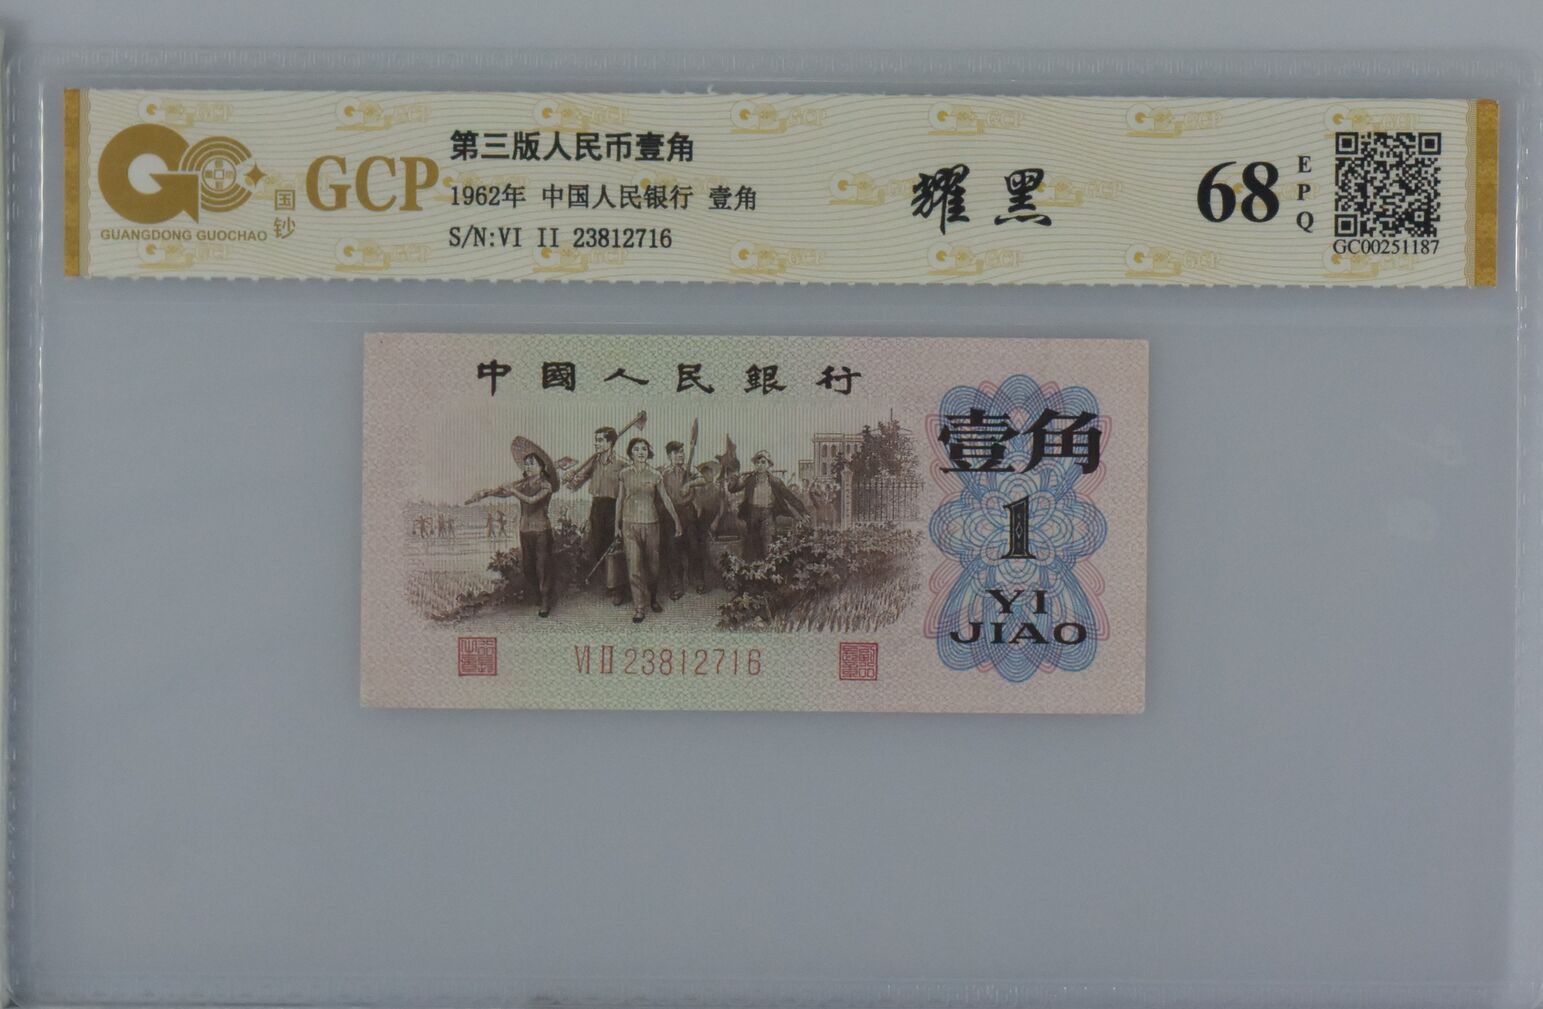 GUANGDONG GUOCHAO
国钞
GCP
第三版人民币壹角
1962年 中国人民银行 壹角
S/N:VI II 23812716
耀黑
68
EPQ
GC00251187
中國人民銀行
壹角
1
YI
JIAO
VI II 23812716